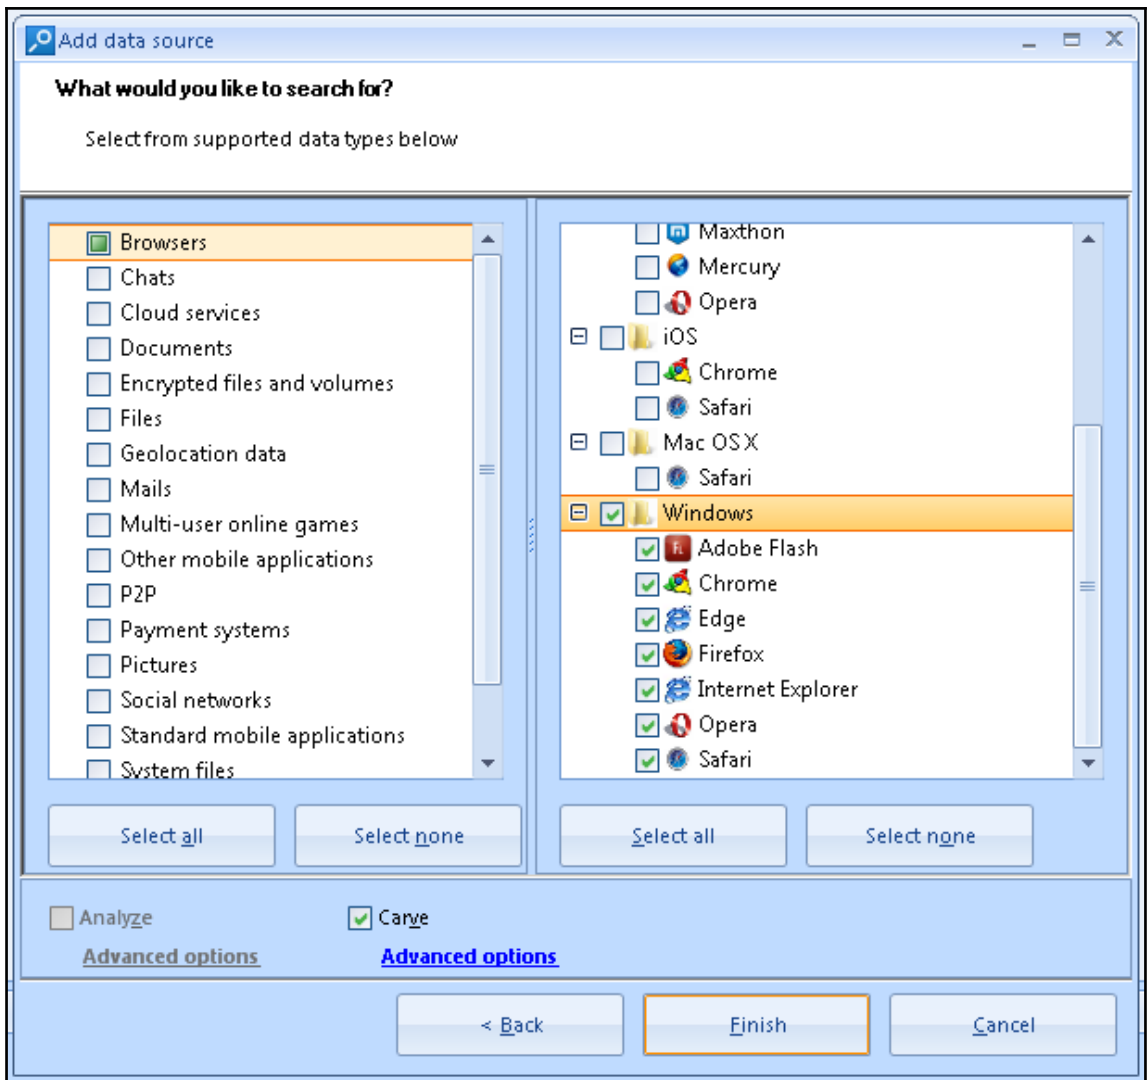 Add data source
What would you like to search for?
Select from supported data types below
Browsers
Chats
Cloud services
Documents
Encrypted files and volumes
Files
Geolocation data
Mails
Multi-user online games
Other mobile applications
P2P
Payment systems
Pictures
Social networks
Standard mobile applications
System files
Select all
Select none
Maxthon
Mercury
Opera
iOS
Chrome
Safari
Mac OS X
Safari
Windows
Adobe Flash
Chrome
Edge
Firefox
Internet Explorer
Opera
Safari
Select all
Select none
Analyze
Carve
Advanced options
Advanced options
< Back
Finish
Cancel